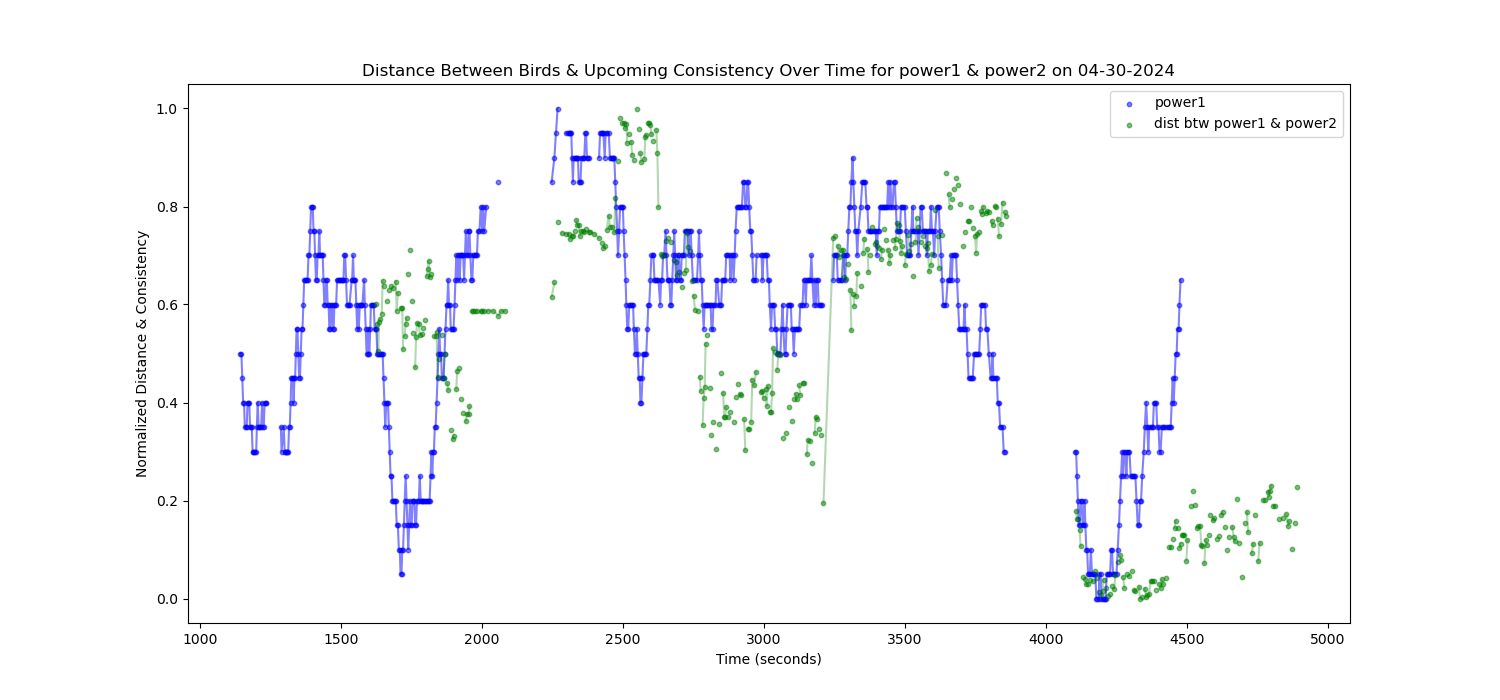 Distance Between Birds & Upcoming Consistency Over Time for power1 & power2 on 04-30-2024
power1
dist btw power1 & power2
Normalized Distance & Consistency
1.0
0.8
0.6
0.4
0.2
0.0
1000 1500 2000 2500 3000 3500 4000 4500 5000
Time (seconds)